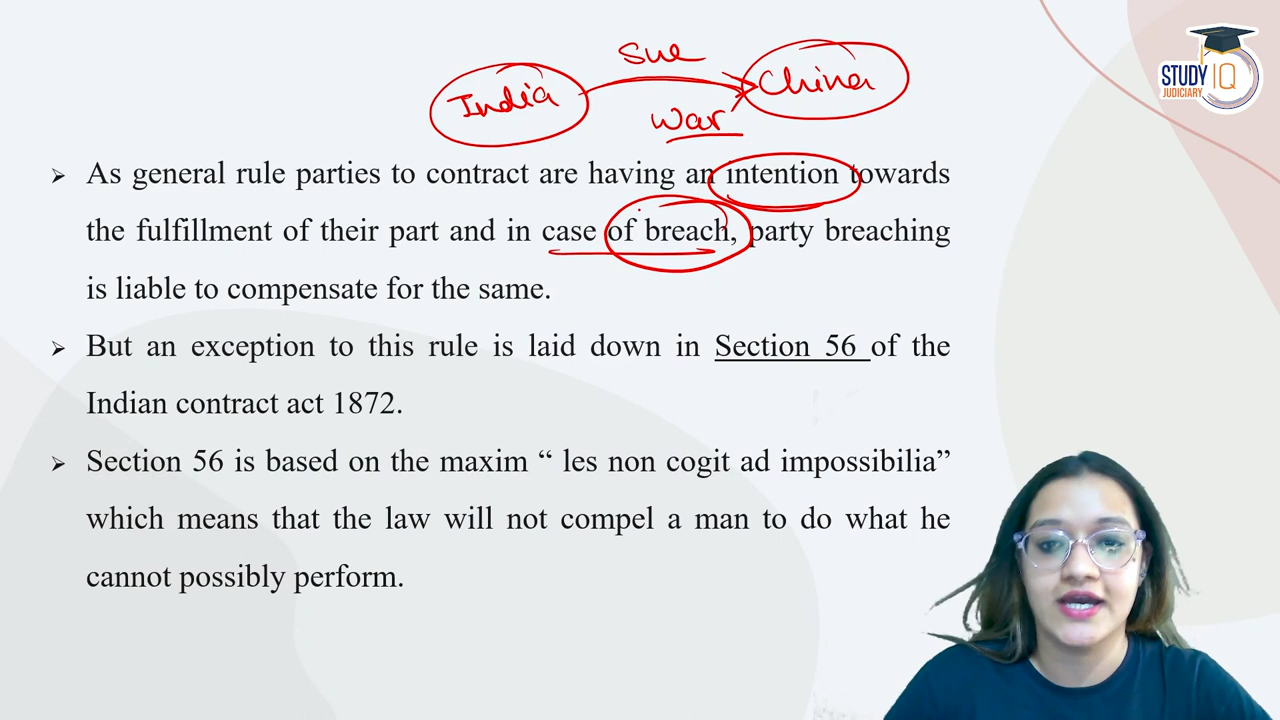 Sue
India
China
War
STUDY IQ
JUDICIARY
As general rule parties to contract are having an intention towards
the fulfillment of their part and in case of breach, party breaching
is liable to compensate for the same.
But an exception to this rule is laid down in Section 56 of the
Indian contract act 1872.
Section 56 is based on the maxim “ les non cogit ad impossibilia”
which means that the law will not compel a man to do what he
cannot possibly perform.